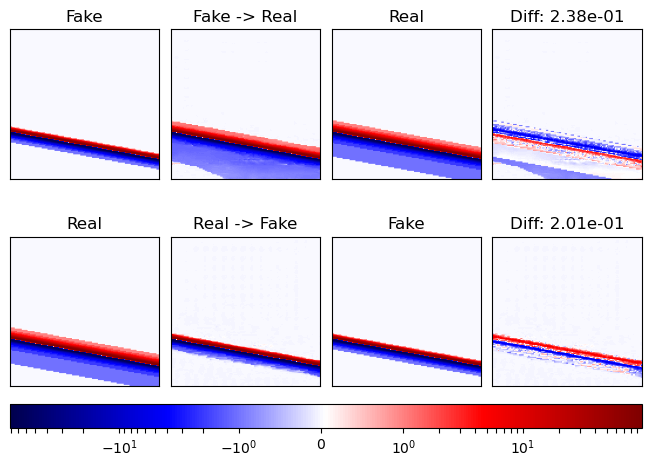 Fake
Fake -> Real
Real
Diff: 2.38e-01
Real
Real -> Fake
Fake
Diff: 2.01e-01
−10¹
−10⁰
0
10⁰
10¹